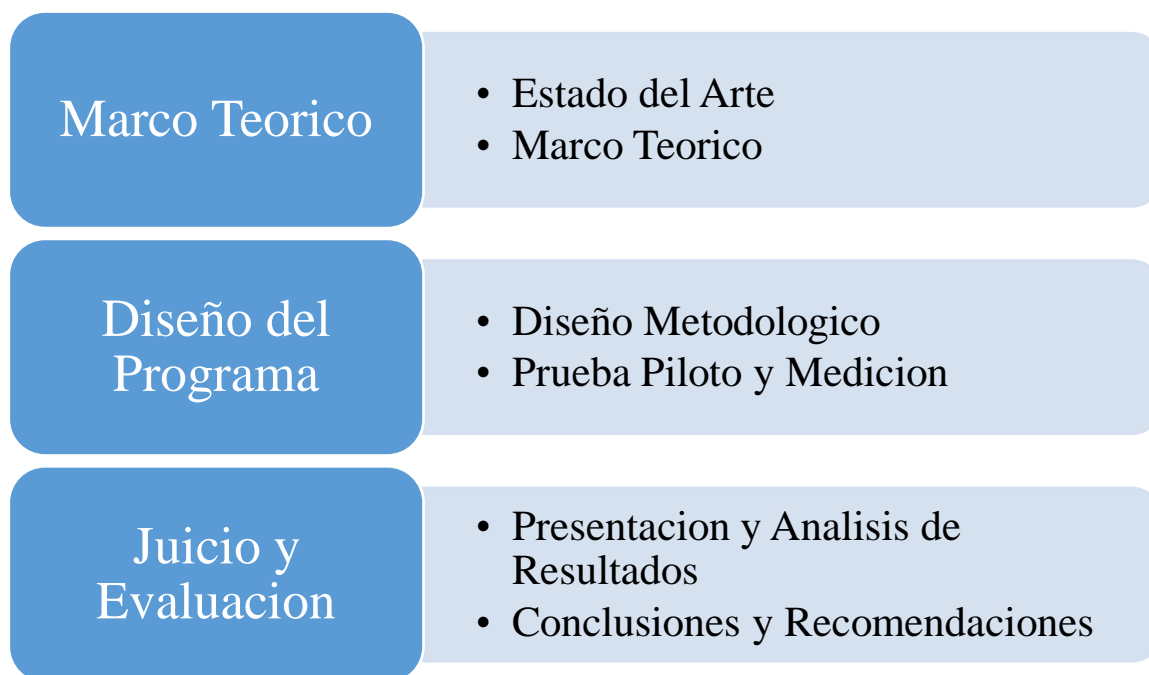 Marco Teorico
• Estado del Arte
• Marco Teorico
Diseño del
Programa
• Diseño Metodologico
• Prueba Piloto y Medicion
Juicio y
Evaluacion
• Presentacion y Analisis de
Resultados
• Conclusiones y Recomendaciones